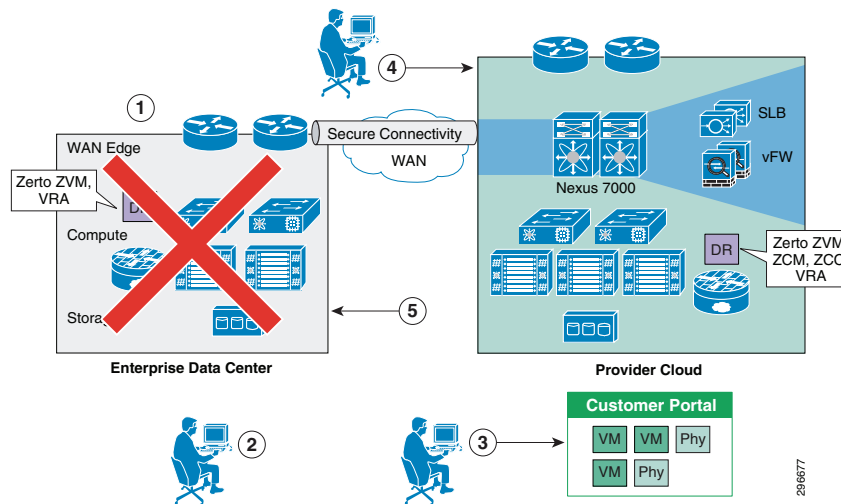 4
1
WAN Edge
Secure Connectivity
WAN
SLB
vFW
Nexus 7000
Zerto ZVM,
VRA
Compute
DR
Zerto ZVM
ZCM, ZCC
VRA
5
Enterprise Data Center
Provider Cloud
2
3
Customer Portal
VM VM Phy
VM Phy
296677